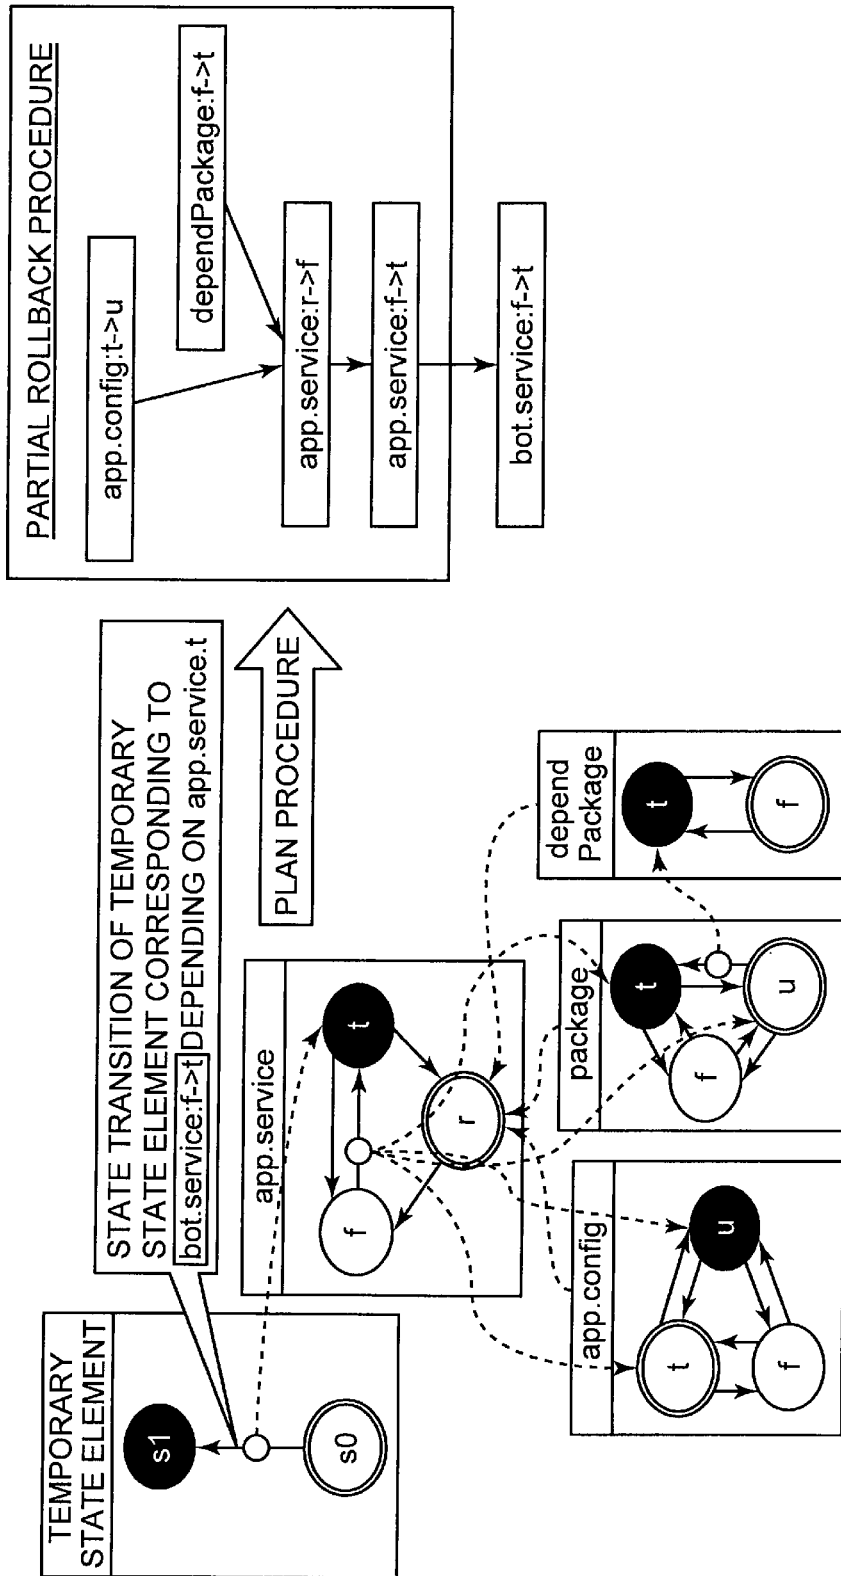 TEMPORARY
STATE ELEMENT
s1
s0
STATE TRANSITION OF TEMPORARY
STATE ELEMENT CORRESPONDING TO
bot.service:f->t DEPENDING ON app.service.t
app.service
f
t
r
app.config
t
u
f
package
t
f
u
depend
Package
t
f
PLAN PROCEDURE
PARTIAL ROLLBACK PROCEDURE
app.config:t->u
dependPackage:f->t
app.service:r->f
app.service:f->t
bot.service:f->t